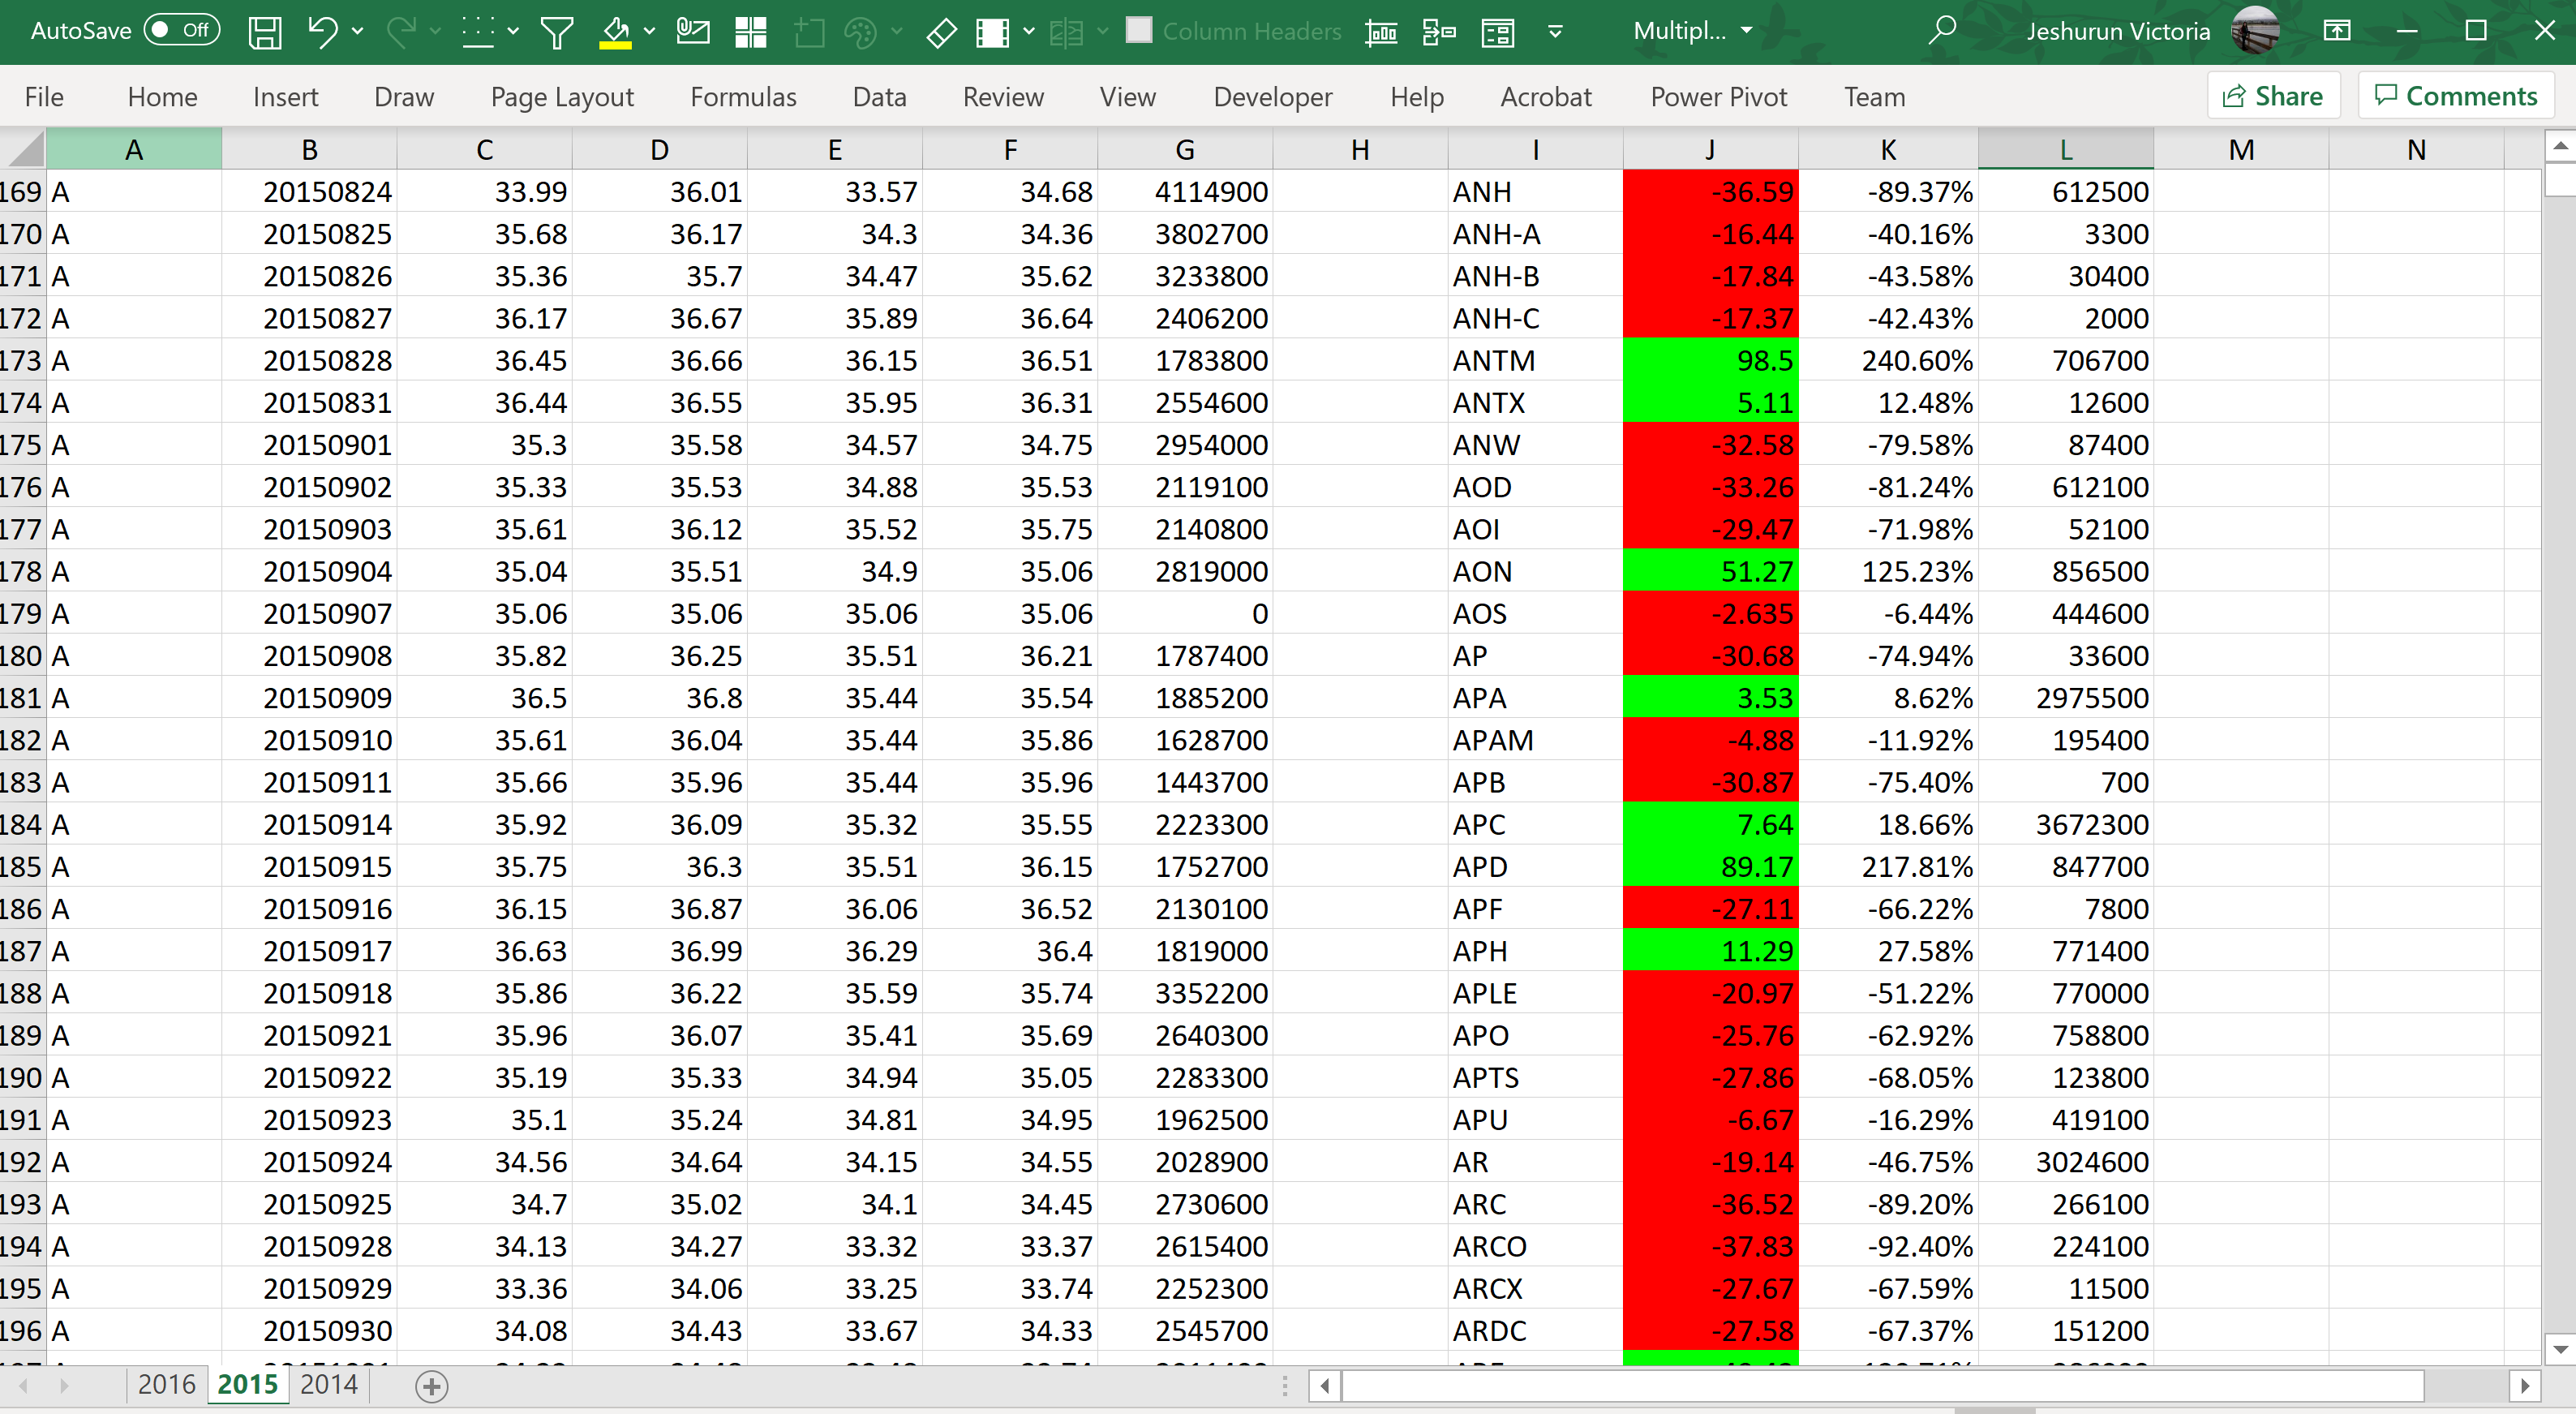 AutoSave Off Column Headers Multipl... Jeshurun Victoria
File Home Insert Draw Page Layout Formulas Data Review View Developer Help Acrobat Power Pivot Team Share Comments
A B C D E F G H I J K L M N
169 A 20150824 33.99 36.01 33.57 34.68 4114900 ANH -36.59 -89.37% 612500
170 A 20150825 35.68 36.17 34.3 34.36 3802700 ANH-A -16.44 -40.16% 3300
171 A 20150826 35.36 35.7 34.47 35.62 3233800 ANH-B -17.84 -43.58% 30400
172 A 20150827 36.17 36.67 35.89 36.64 2406200 ANH-C -17.37 -42.43% 2000
173 A 20150828 36.45 36.66 36.15 36.51 1783800 ANTM 98.5 240.60% 706700
174 A 20150831 36.44 36.55 35.95 36.31 2554600 ANTX 5.11 12.48% 12600
175 A 20150901 35.3 35.58 34.57 34.75 2954000 ANW -32.58 -79.58% 87400
176 A 20150902 35.33 35.53 34.88 35.53 2119100 AOD -33.26 -81.24% 612100
177 A 20150903 35.61 36.12 35.52 35.75 2140800 AOI -29.47 -71.98% 52100
178 A 20150904 35.04 35.51 34.9 35.06 2819000 AON 51.27 125.23% 856500
179 A 20150907 35.06 35.06 35.06 35.06 0 AOS -2.635 -6.44% 444600
180 A 20150908 35.82 36.25 35.51 36.21 1787400 AP -30.68 -74.94% 33600
181 A 20150909 36.5 36.8 35.44 35.54 1885200 APA 3.53 8.62% 2975500
182 A 20150910 35.61 36.04 35.44 35.86 1628700 APAM -4.88 -11.92% 195400
183 A 20150911 35.66 35.96 35.44 35.96 1443700 APB -30.87 -75.40% 700
184 A 20150914 35.92 36.09 35.32 35.55 2223300 APC 7.64 18.66% 3672300
185 A 20150915 35.75 36.3 35.51 36.15 1752700 APD 89.17 217.81% 847700
186 A 20150916 36.15 36.87 36.06 36.52 2130100 APF -27.11 -66.22% 7800
187 A 20150917 36.63 36.99 36.29 36.4 1819000 APH 11.29 27.58% 771400
188 A 20150918 35.86 36.22 35.59 35.74 3352200 APLE -20.97 -51.22% 770000
189 A 20150921 35.96 36.07 35.41 35.69 2640300 APO -25.76 -62.92% 758800
190 A 20150922 35.19 35.33 34.94 35.05 2283300 APTS -27.86 -68.05% 123800
191 A 20150923 35.1 35.24 34.81 34.95 1962500 APU -6.67 -16.29% 419100
192 A 20150924 34.56 34.64 34.15 34.55 2028900 AR -19.14 -46.75% 3024600
193 A 20150925 34.7 35.02 34.1 34.45 2730600 ARC -36.52 -89.20% 266100
194 A 20150928 34.13 34.27 33.32 33.37 2615400 ARCO -37.83 -92.40% 224100
195 A 20150929 33.36 34.06 33.25 33.74 2252300 ARCX -27.67 -67.59% 11500
196 A 20150930 34.08 34.43 33.67 34.33 2545700 ARDC -27.58 -67.37% 151200
2016 2015 2014